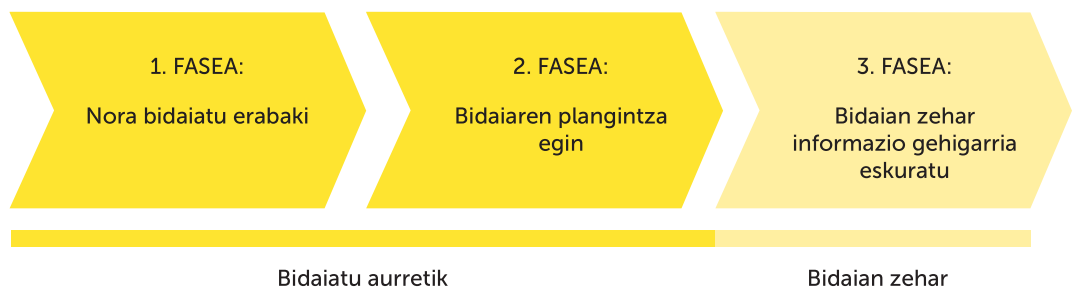 1. FASEA:
Nora bidaiatu erabaki
2. FASEA:
Bidaiaren plangintza
egin
3. FASEA:
Bidaian zehar
informazio gehigarria
eskuratu
Bidaiatu aurretik
Bidaian zehar